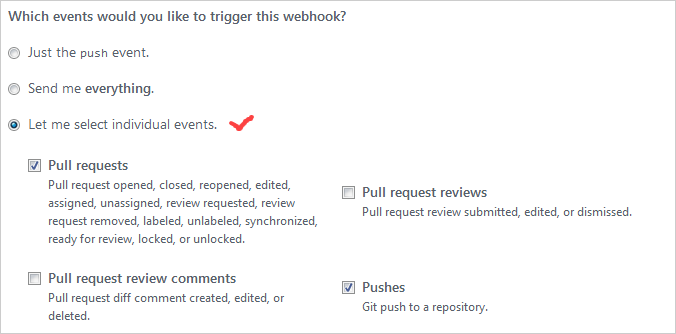 Which events would you like to trigger this webhook?
Just the push event.
Send me everything.
Let me select individual events.
Pull requests
Pull request opened, closed, reopened, edited,
assigned, unassigned, review requested, review
request removed, labeled, unlabeled, synchronized,
ready for review, locked, or unlocked.
Pull request reviews
Pull request review submitted, edited, or dismissed.
Pull request review comments
Pull request diff comment created, edited, or
deleted.
Pushes
Git push to a repository.